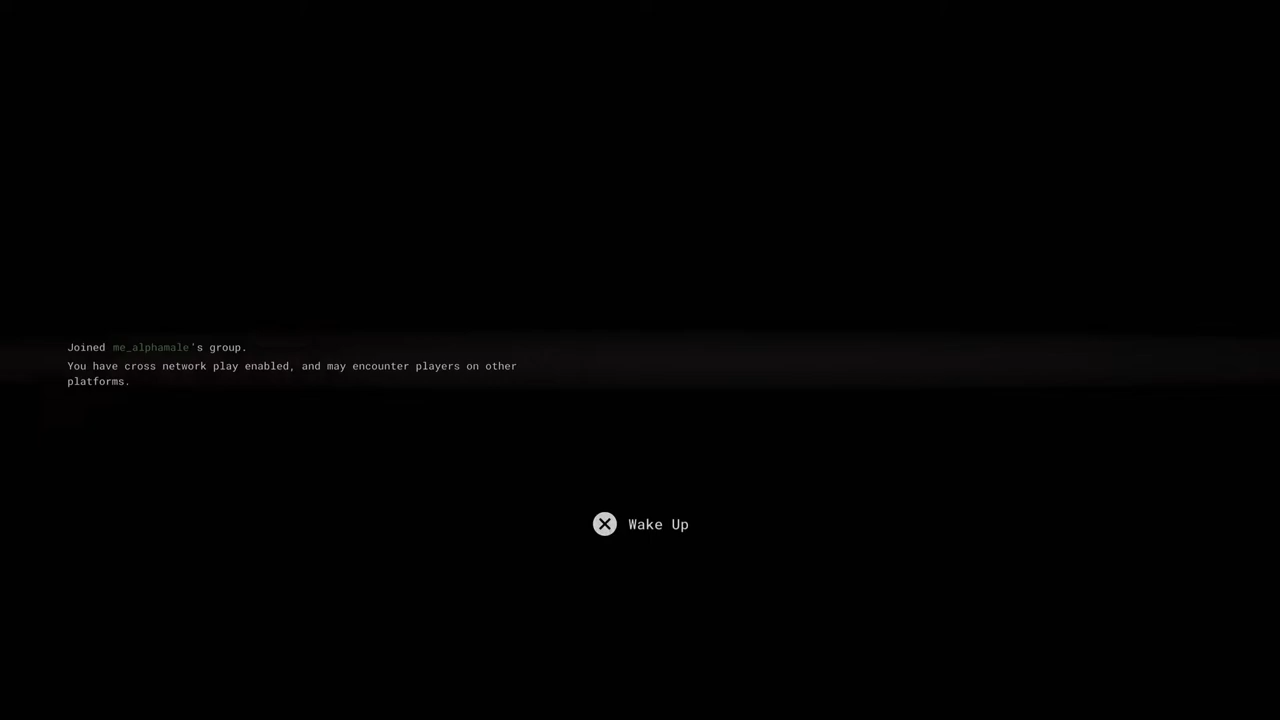 Joined me_alphamale's group.
You have cross network play enabled, and may encounter players on other
platforms.
Wake Up